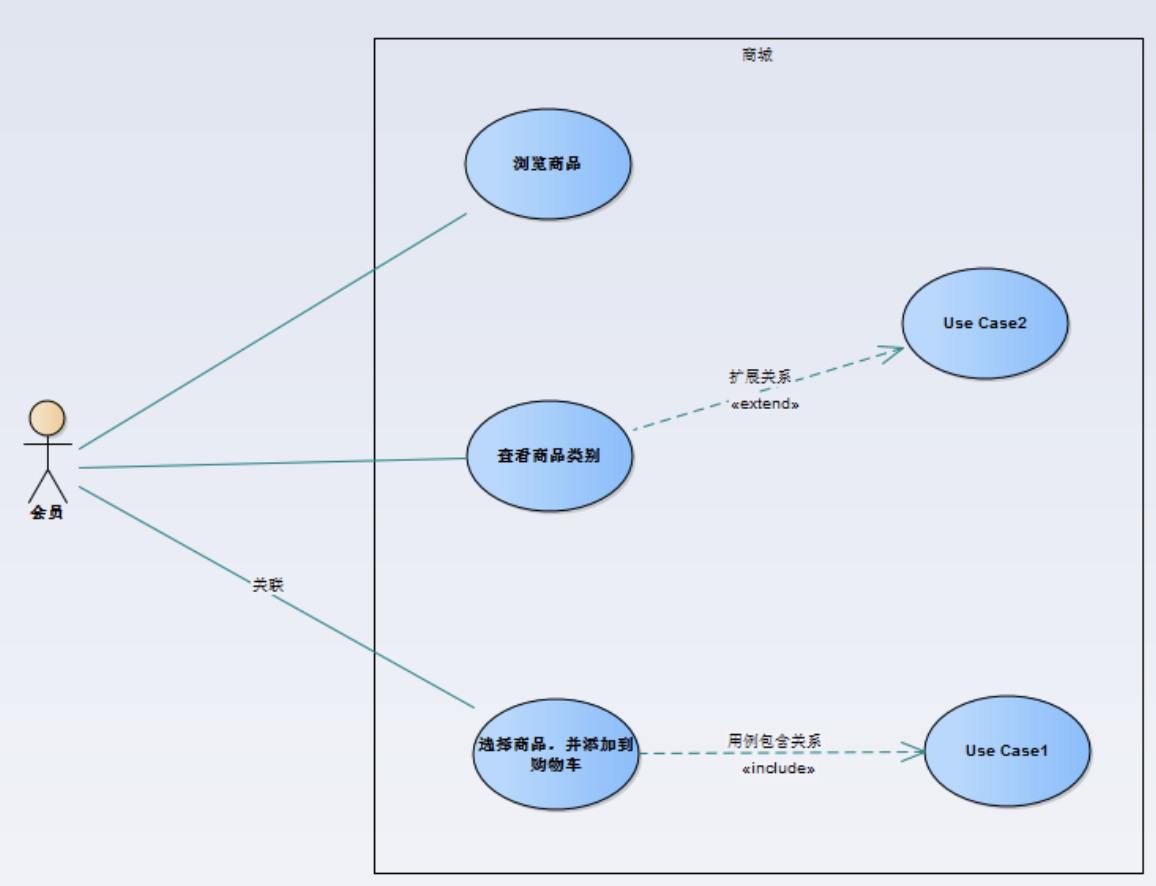 商城
浏览商品
Use Case2
扩展关系
«extend»
查看商品类别
会员
关联
选择商品，并添加到
购物车
用例包含关系
«include»
Use Case1